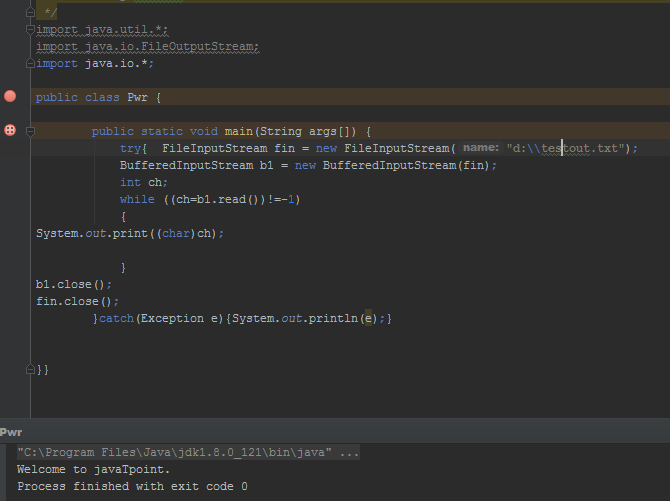 */
import java.util.*;
import java.io.FileOutputStream;
import java.io.*;
public class Pwr {
public static void main(String args[]) {
try{  FileInputStream fin = new FileInputStream( name: "d:\\testout.txt");
BufferedInputStream b1 = new BufferedInputStream(fin);
int ch;
while ((ch=b1.read())!=-1)
{
System.out.print((char)ch);
}
b1.close();
fin.close();
}catch(Exception e){System.out.println(e);}
}}
Pwr
"C:\Program Files\Java\jdk1.8.0_121\bin\java" ...
Welcome to javaTpoint.
Process finished with exit code 0